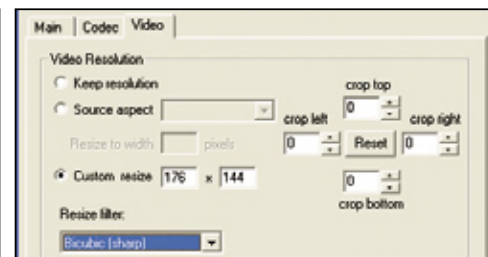 Main Codec Video
Video Resolution
Keep resolution
crop top
Source aspect
0
crop left
crop right
Resize to width pixels
0 Reset 0
Custom resize 176 x 144
0
crop bottom
Resize filter:
Bicubic (sharp)